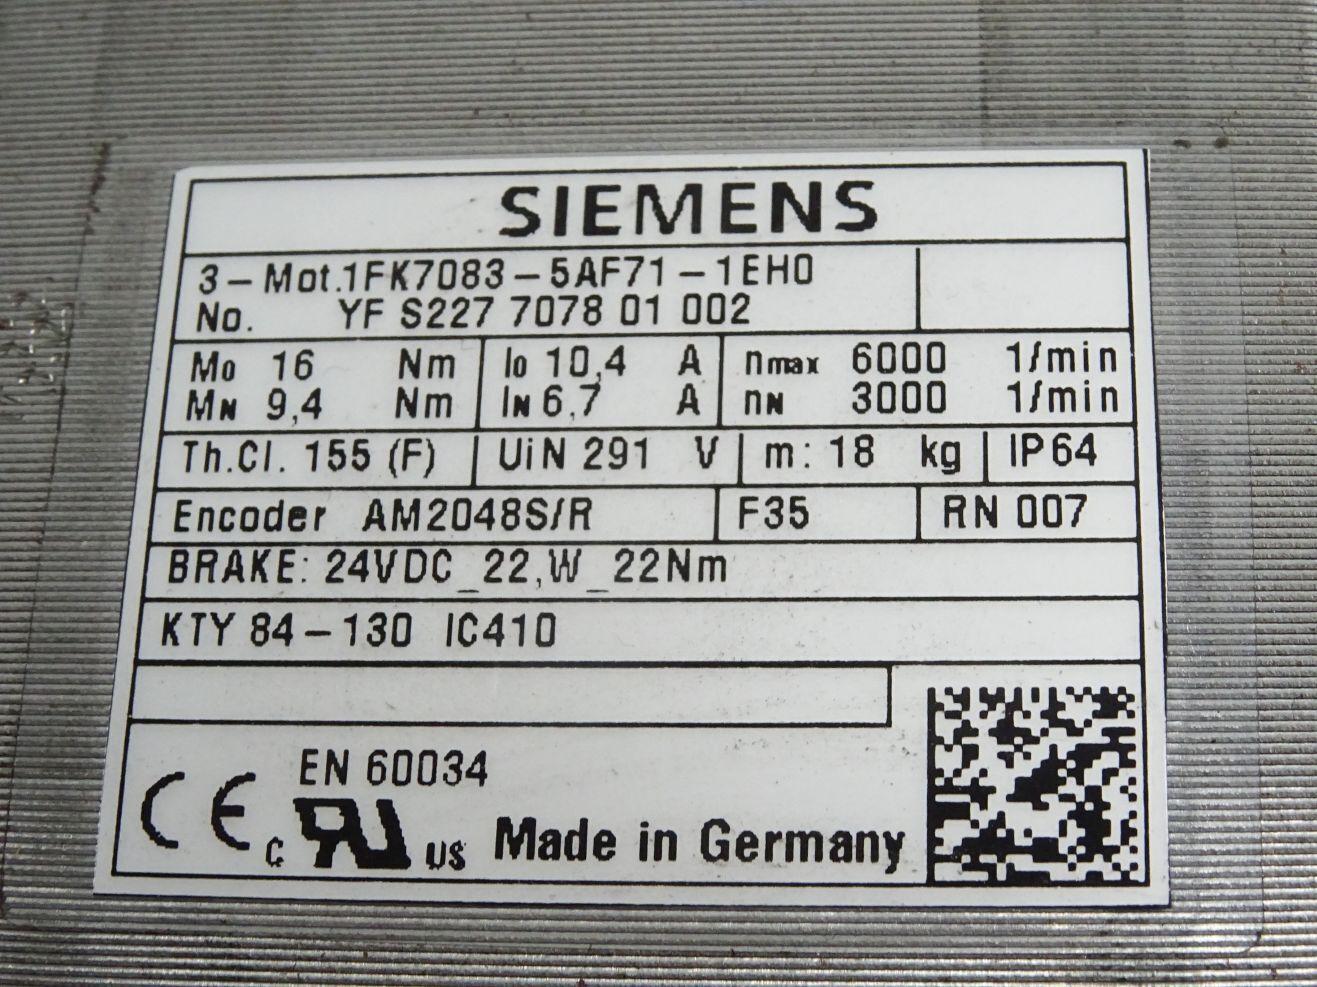 SIEMENS
3-Mot.1FK7083-5AF71-1EH0
No. YF S227 7078 01 002
M0 16 Nm I0 10,4 A nmax 6000 1/min
MN 9,4 Nm IN 6,7 A nN 3000 1/min
Th.Cl. 155 (F) UiN 291 V m: 18 kg IP64
Encoder AM2048S/R F35 RN 007
BRAKE: 24VDC_22,W_22Nm
KTY 84-130 IC410
EN 60034
CE c RU us Made in Germany